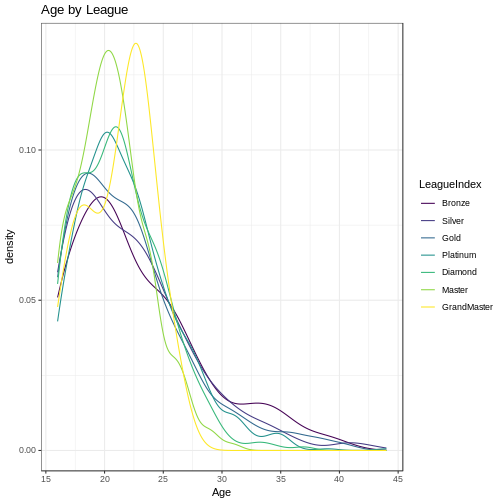 Age by League
density
0.10
0.05
0.00
15 20 25 30 35 40 45
Age
LeagueIndex
Bronze
Silver
Gold
Platinum
Diamond
Master
GrandMaster